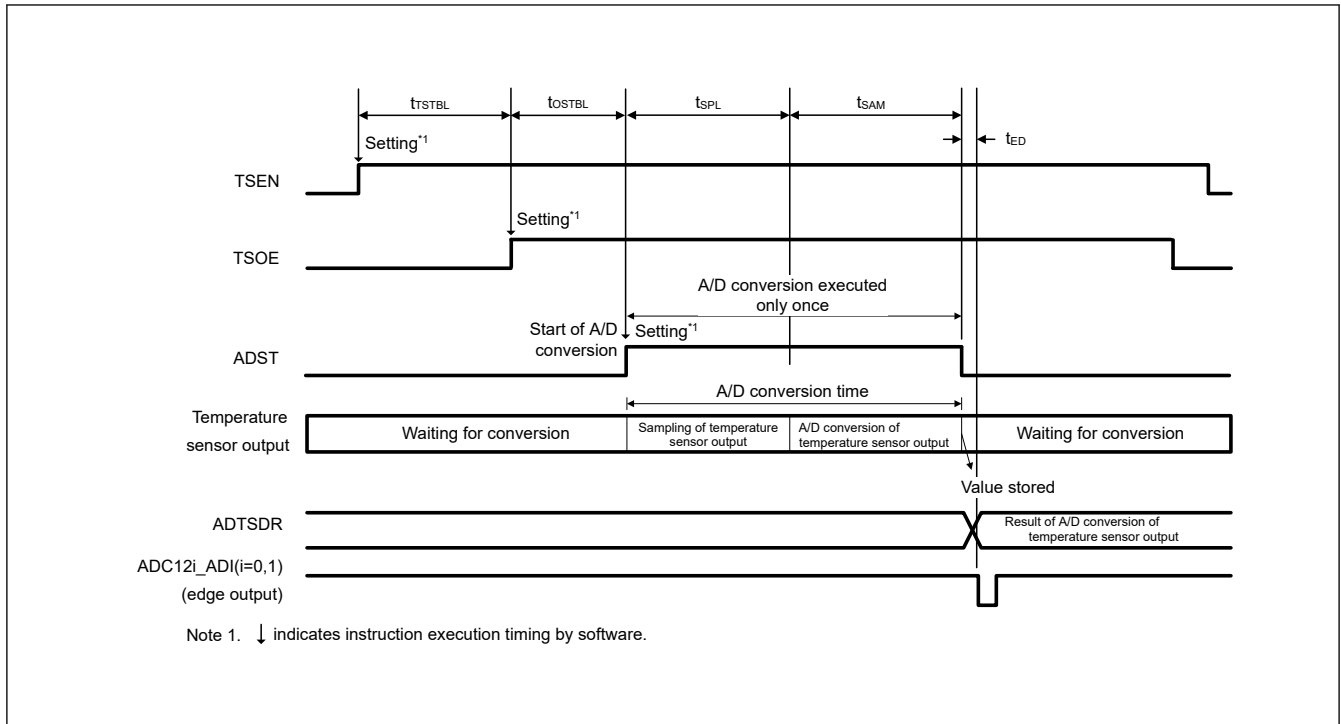 tTSTBL tOSTBL tSPL tSAM
tED
Setting*1
TSEN
Setting*1
TSOE
A/D conversion executed
only once
Start of A/D
conversion
Setting*1
ADST
A/D conversion time
Temperature
sensor output
Waiting for conversion
Sampling of temperature
sensor output
A/D conversion of
temperature sensor output
Waiting for conversion
Value stored
ADTSDR
Result of A/D conversion of
temperature sensor output
ADC12i_ADI(i=0,1)
(edge output)
Note 1. ↓ indicates instruction execution timing by software.